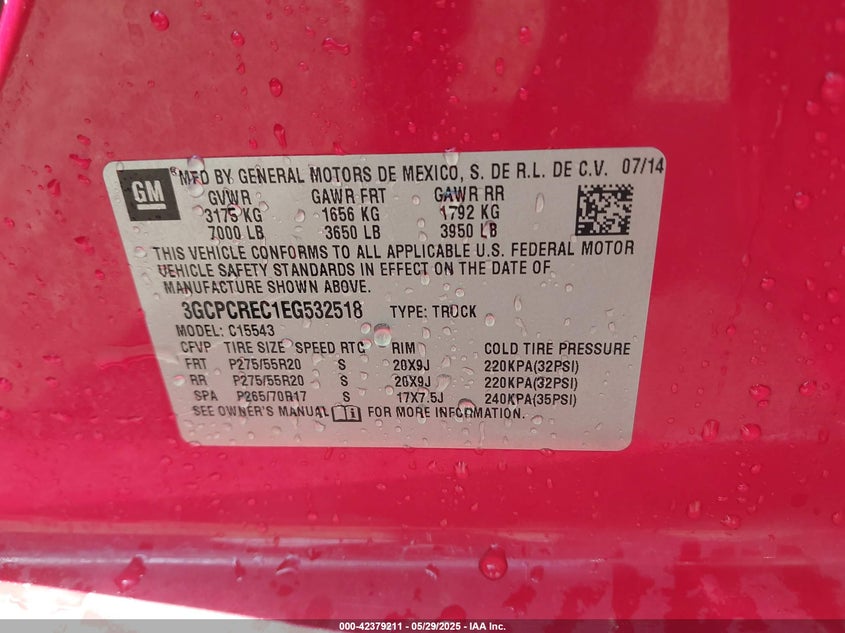 GM
®MFD BY GENERAL MOTORS DE MEXICO, S. DE R.L. DE C.V. 07/14
GVWR GAWR FRT GAWR RR
3175 KG 1656 KG 1792 KG
7000 LB 3650 LB 3950 LB
THIS VEHICLE CONFORMS TO ALL APPLICABLE U.S. FEDERAL MOTOR
VEHICLE SAFETY STANDARDS IN EFFECT ON THE DATE OF
MANUFACTURE SHOWN ABOVE.
3GCPCREC1EG532518 TYPE: TRUCK
MODEL: C15543
CFVP TIRE SIZE SPEED RTG RIM COLD TIRE PRESSURE
FRT P275/55R20 S 20X9J 220KPA(32PSI)
RR P275/55R20 S 20X9J 220KPA(32PSI)
SPA P265/70R17 S 17X7.5J 240KPA(35PSI)
SEE OWNER'S MANUAL FOR MORE INFORMATION.
000-42379211 - 05/29/2025 - IAA Inc.